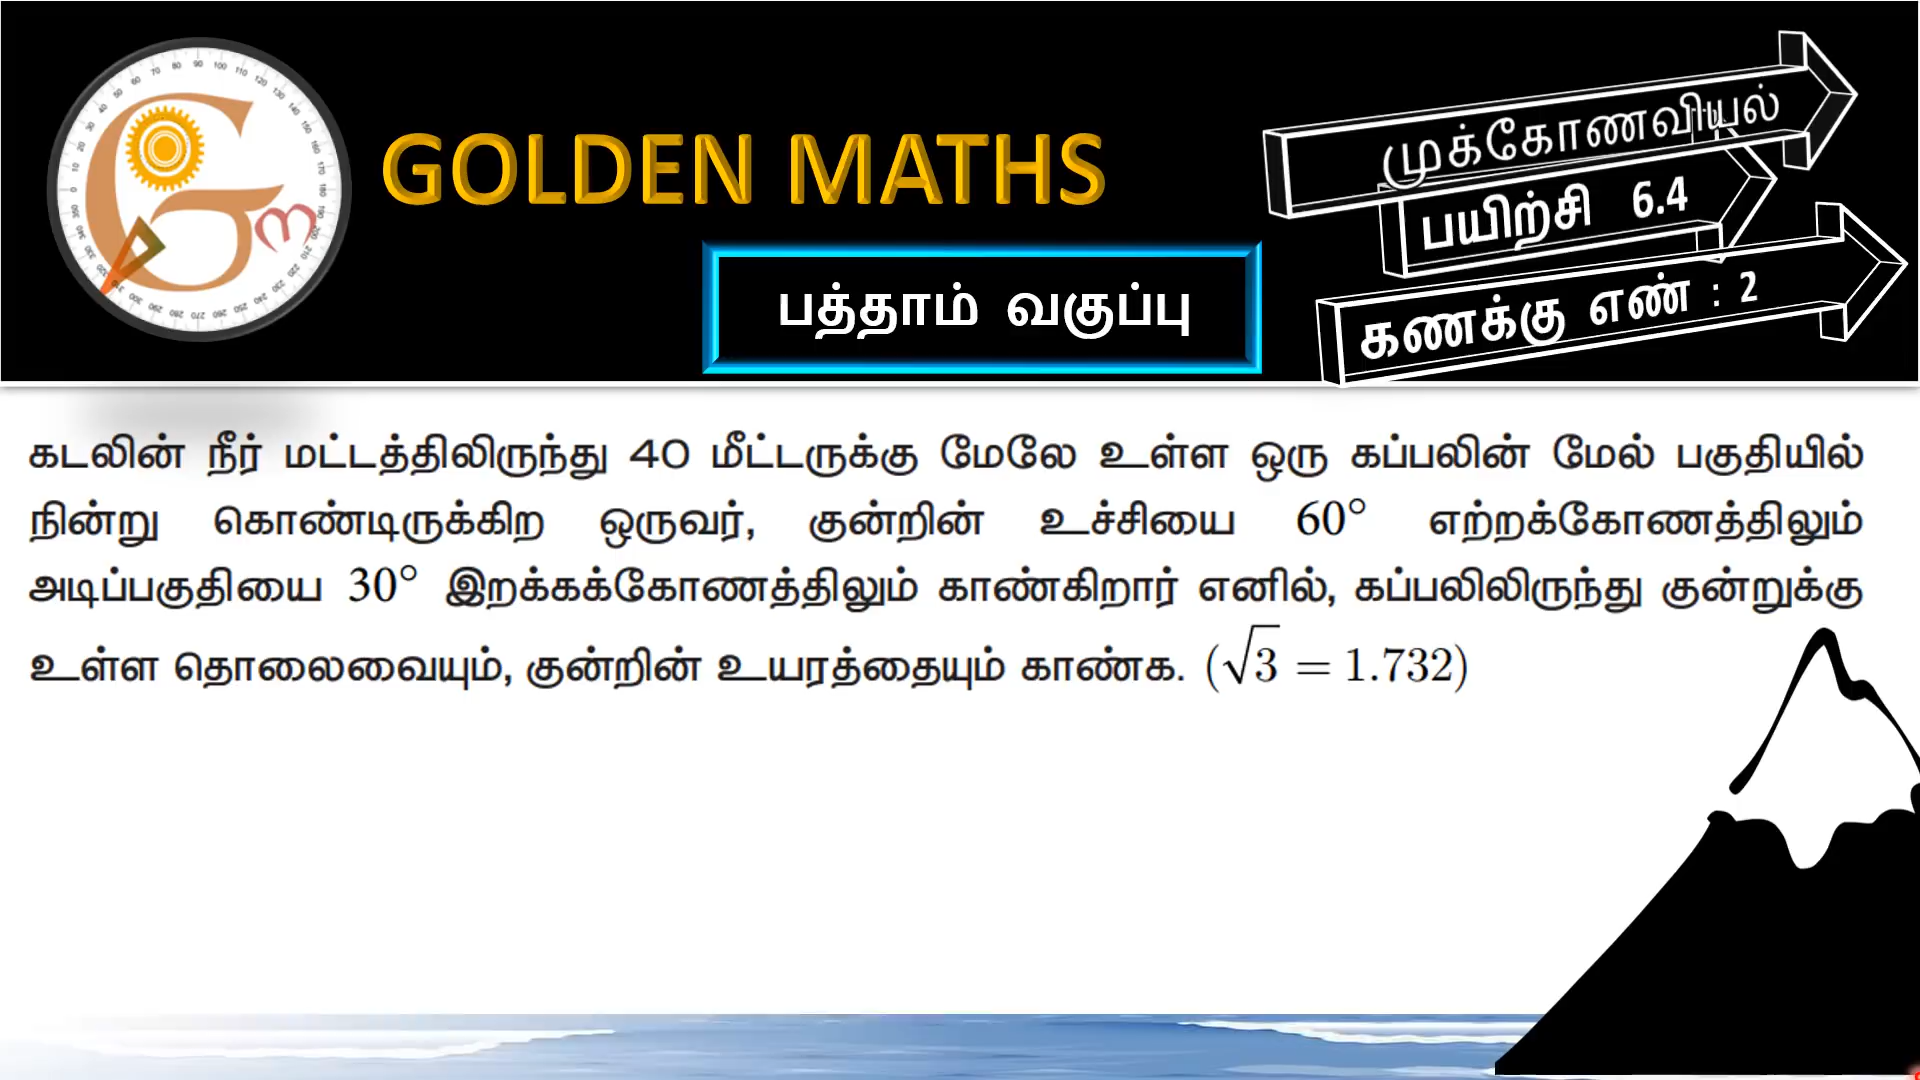 GOLDEN MATHS
பத்தாம் வகுப்பு
முக்கோணவியல்
பயிற்சி 6.4
கணக்கு எண் : 2
கடலின் நீர் மட்டத்திலிருந்து 40 மீட்டருக்கு மேலே உள்ள ஒரு கப்பலின் மேல் பகுதியில்
நின்று கொண்டிருக்கிற ஒருவர், குன்றின் உச்சியை 60° எற்றக்கோணத்திலும்
அடிப்பகுதியை 30° இறக்கக்கோணத்திலும் காண்கிறார் எனில், கப்பலிலிருந்து குன்றுக்கு
உள்ள தொலைவையும், குன்றின் உயரத்தையும் காண்க. (√3 = 1.732)